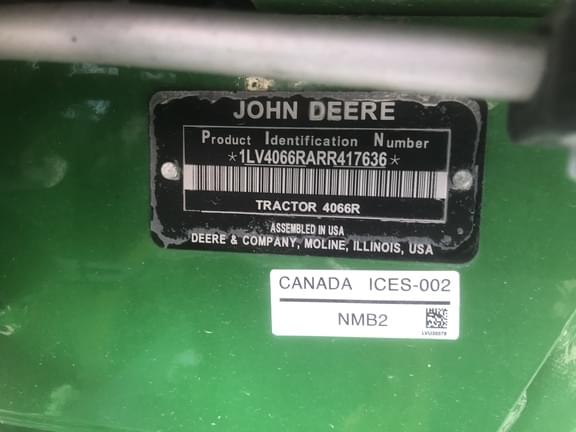 JOHN DEERE
Product Identification Number
*1LV4066RARR417636*
TRACTOR 4066R
ASSEMBLED IN USA
DEERE & COMPANY, MOLINE, ILLINOIS, USA
CANADA ICES-002
NMB2